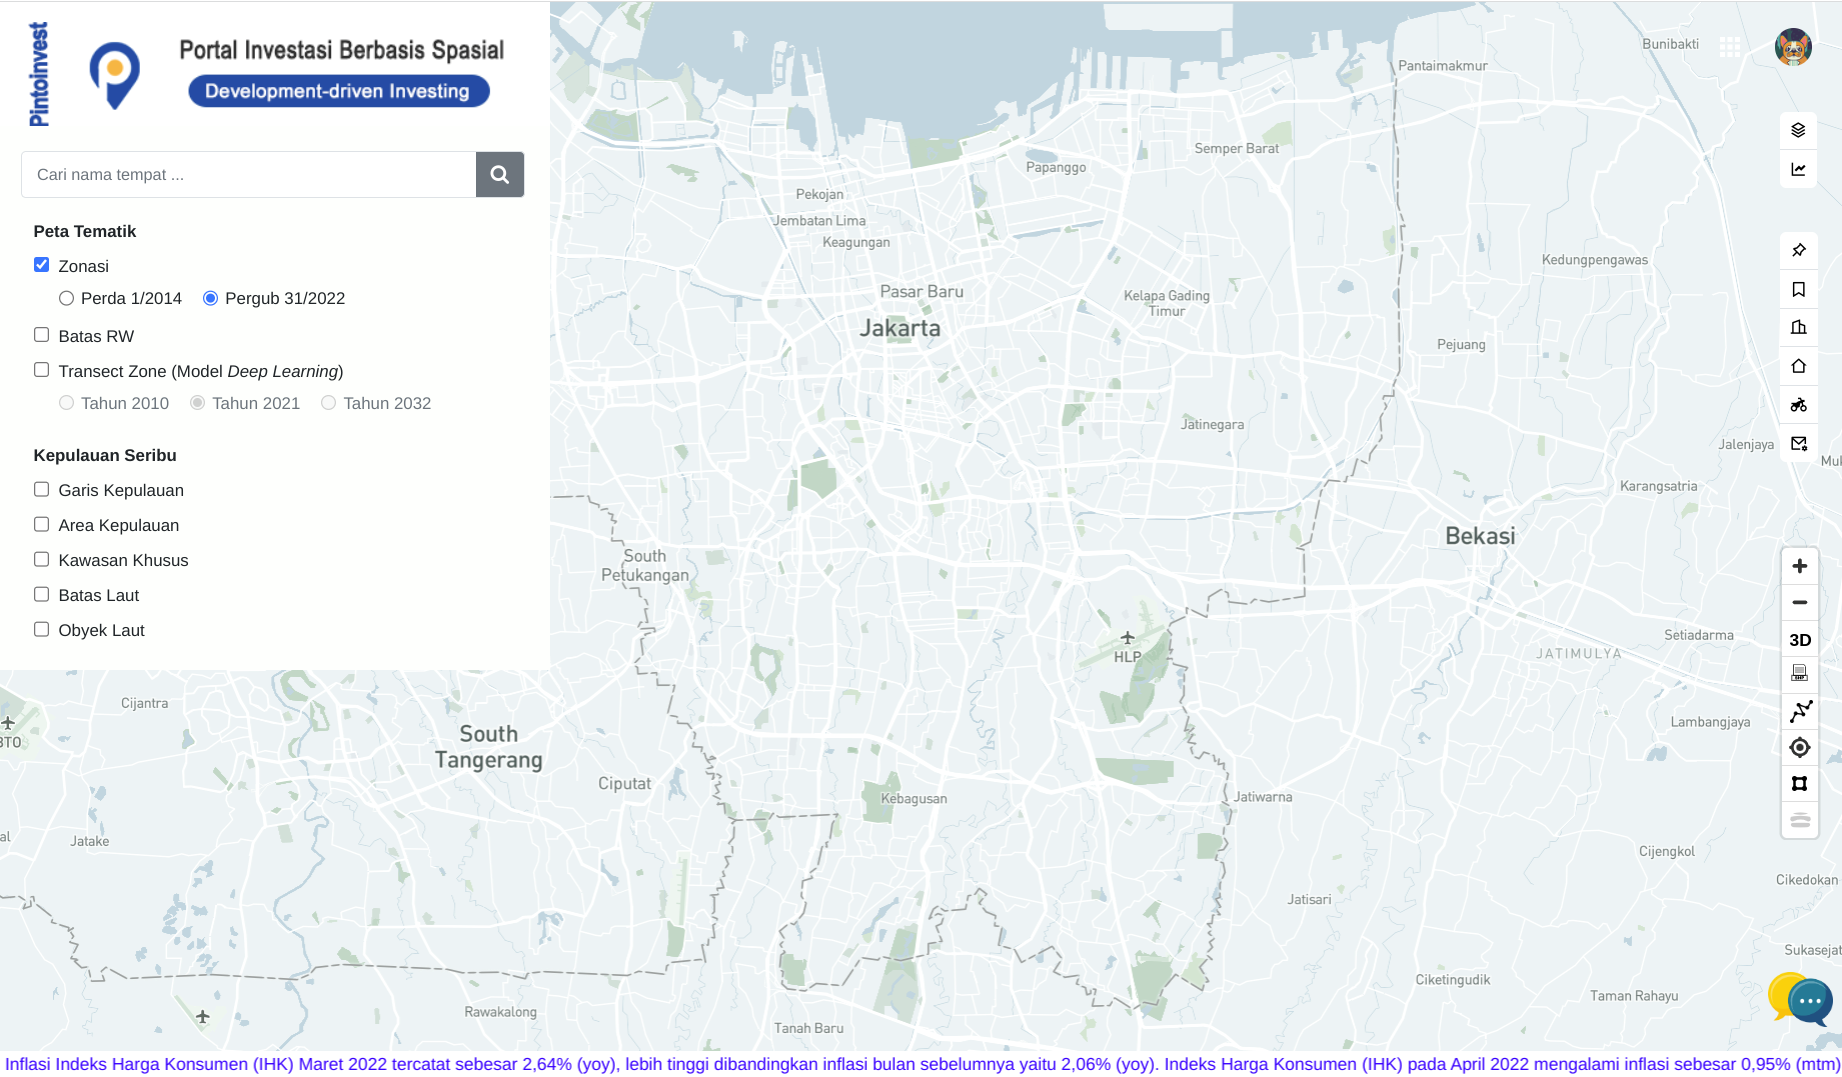 Pintoinvest
Portal Investasi Berbasis Spasial
Development-driven Investing
Cari nama tempat ...
Peta Tematik
Zonasi
Perda 1/2014 Pergub 31/2022
Batas RW
Transect Zone (Model Deep Learning)
Tahun 2010 Tahun 2021 Tahun 2032
Kepulauan Seribu
Garis Kepulauan
Area Kepulauan
Kawasan Khusus
Batas Laut
Obyek Laut
Bunibakti
Pantaimakmur
Semper Barat
Papanggo
Pekojan
Jembatan Lima
Keagungan
Kedungpengawas
Pasar Baru
Kelapa Gading
Timur
Jakarta
Pejuang
Jatinegara
Jalenjaya
Mul
Karangsatria
Bekasi
South
Petukangan
HLP
Setiadarma
JATIMULYA
3D
Cijantra
BTO
Lambangjaya
South
Tangerang
Ciputat
Kebagusan
Jatiwarna
al
Jatake
Cijengkol
Cikedokan
Jatisari
Sukasejat
Ciketingudik
Taman Rahayu
Rawakalong
Tanah Baru
Inflasi Indeks Harga Konsumen (IHK) Maret 2022 tercatat sebesar 2,64% (yoy), lebih tinggi dibandingkan inflasi bulan sebelumnya yaitu 2,06% (yoy). Indeks Harga Konsumen (IHK) pada April 2022 mengalami inflasi sebesar 0,95% (mtm)